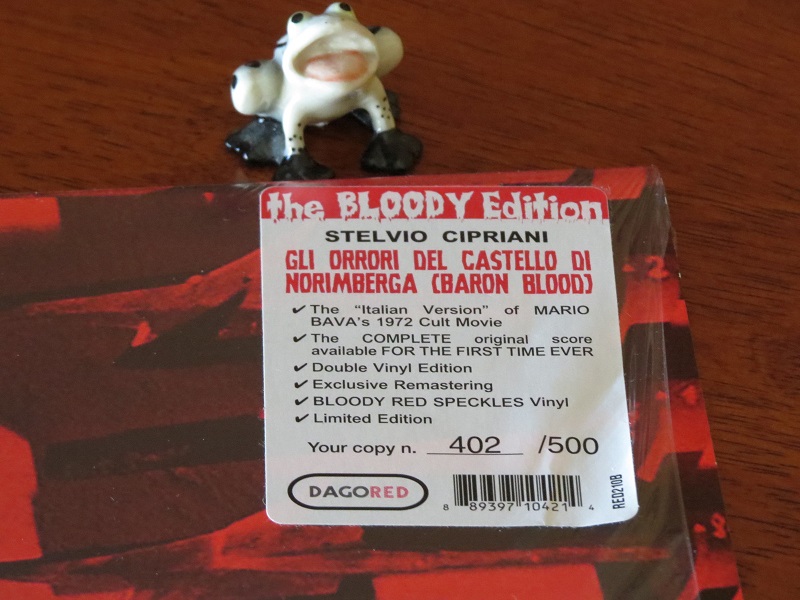 the BLOODY Edition
STELVIO CIPRIANI
GLI ORRORI DEL CASTELLO DI
NORIMBERGA (BARON BLOOD)
✔ The "Italian Version" of MARIO
BAVA's 1972 Cult Movie
✔ The COMPLETE original score
available FOR THE FIRST TIME EVER
✔ Double Vinyl Edition
✔ Exclusive Remastering
✔ BLOODY RED SPECKLES Vinyl
✔ Limited Edition
Your copy n. 402 /500
DAGORED
8 89397 10421 4
RED210B